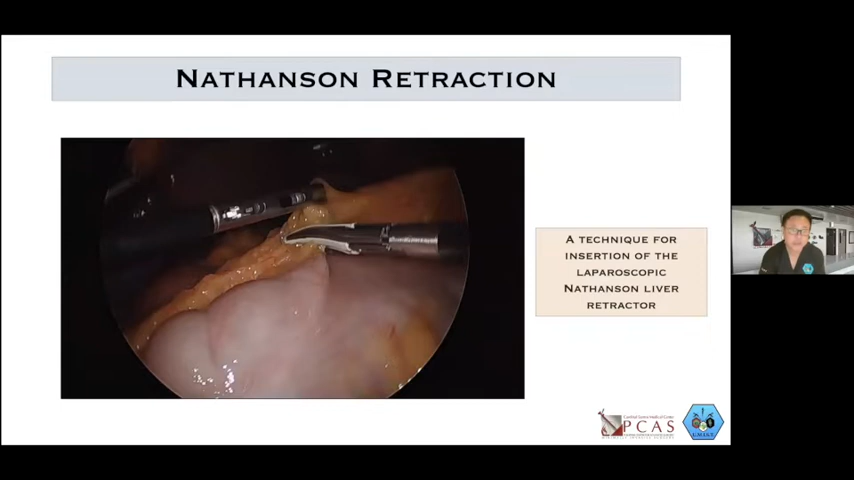 NATHANSON RETRACTION
A TECHNIQUE FOR
INSERTION OF THE
LAPAROSCOPIC
NATHANSON LIVER
RETRACTOR
PCAS